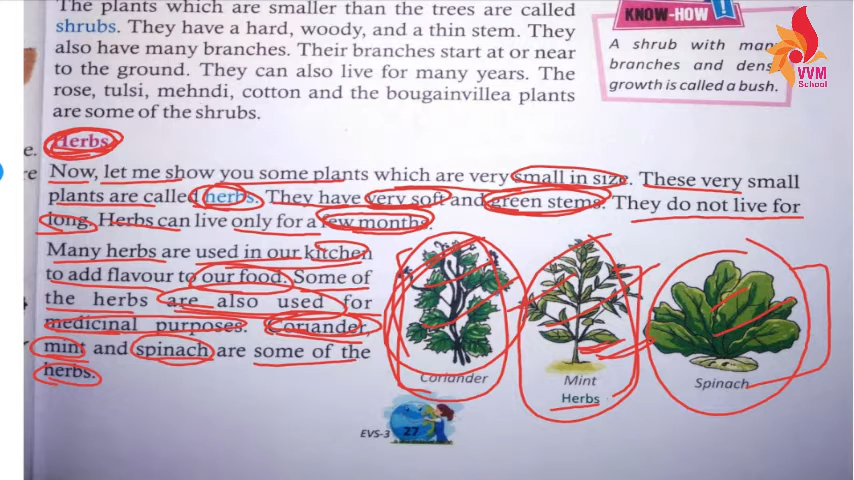 The plants which are smaller than the trees are called
shrubs. They have a hard, woody, and a thin stem. They
also have many branches. Their branches start at or near
to the ground. They can also live for many years. The
rose, tulsi, mehndi, cotton and the bougainvillea plants
are some of the shrubs.
KNOW-HOW !
A shrub with man
branches and dens
growth is called a bush.
VVM
School
e.
Herbs
re
Now, let me show you some plants which are very small in size. These very small
plants are called herbs. They have very soft and green stems. They do not live for
long. Herbs can live only for a few months.
Many herbs are used in our kitchen
to add flavour to our food. Some of
the herbs are also used for
medicinal purposes. Coriander,
mint and spinach are some of the
herbs.
Coriander
Mint
Spinach
Herbs
EVS-3 27